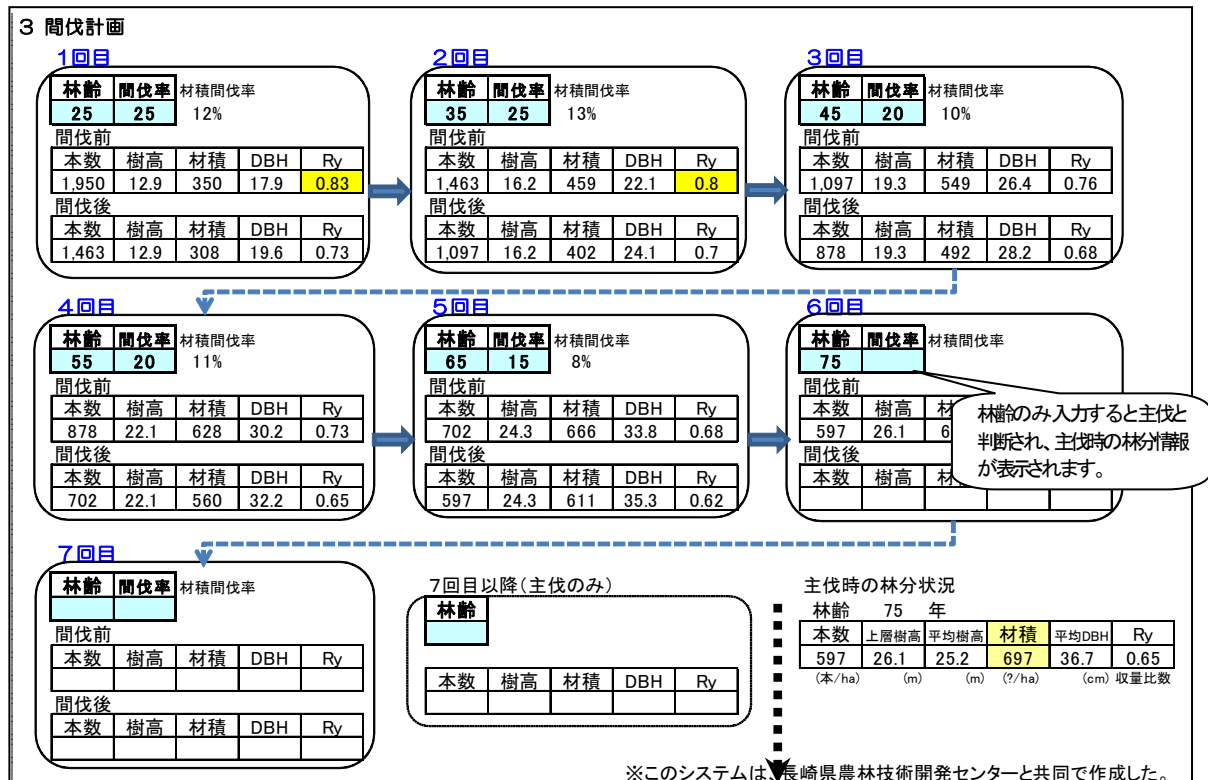 3 間伐計画
1回目
林齢 間伐率 材積間伐率
25 25 12%
間伐前
本数 樹高 材積 DBH Ry
1,950 12.9 350 17.9 0.83
間伐後
本数 樹高 材積 DBH Ry
1,463 12.9 308 19.6 0.73
2回目
林齢 間伐率 材積間伐率
35 25 13%
間伐前
本数 樹高 材積 DBH Ry
1,463 16.2 459 22.1 0.8
間伐後
本数 樹高 材積 DBH Ry
1,097 16.2 402 24.1 0.7
3回目
林齢 間伐率 材積間伐率
45 20 10%
間伐前
本数 樹高 材積 DBH Ry
1,097 19.3 549 26.4 0.76
間伐後
本数 樹高 材積 DBH Ry
878 19.3 492 28.2 0.68
4回目
林齢 間伐率 材積間伐率
55 20 11%
間伐前
本数 樹高 材積 DBH Ry
878 22.1 628 30.2 0.73
間伐後
本数 樹高 材積 DBH Ry
702 22.1 560 32.2 0.65
5回目
林齢 間伐率 材積間伐率
65 15 8%
間伐前
本数 樹高 材積 DBH Ry
702 24.3 666 33.8 0.68
間伐後
本数 樹高 材積 DBH Ry
597 24.3 611 35.3 0.62
6回目
林齢 間伐率 材積間伐率
75
間伐前
本数 樹高
597 26.1
間伐後
本数 樹高
林齢のみ入力すると主伐と
判断され、主伐時の林分情報
が表示されます。
7回目
林齢 間伐率 材積間伐率
間伐前
本数 樹高 材積 DBH Ry
間伐後
本数 樹高 材積 DBH Ry
7回目以降(主伐のみ)
林齢
本数 樹高 材積 DBH Ry
主伐時の林分状況
林齢 75 年
本数 上層樹高 平均樹高 材積 平均DBH Ry
597 26.1 25.2 697 36.7 0.65
(本/ha) (m) (m) (?/ha) (cm) 収量比数
※このシステムは、長崎県農林技術開発センターと共同で作成した。